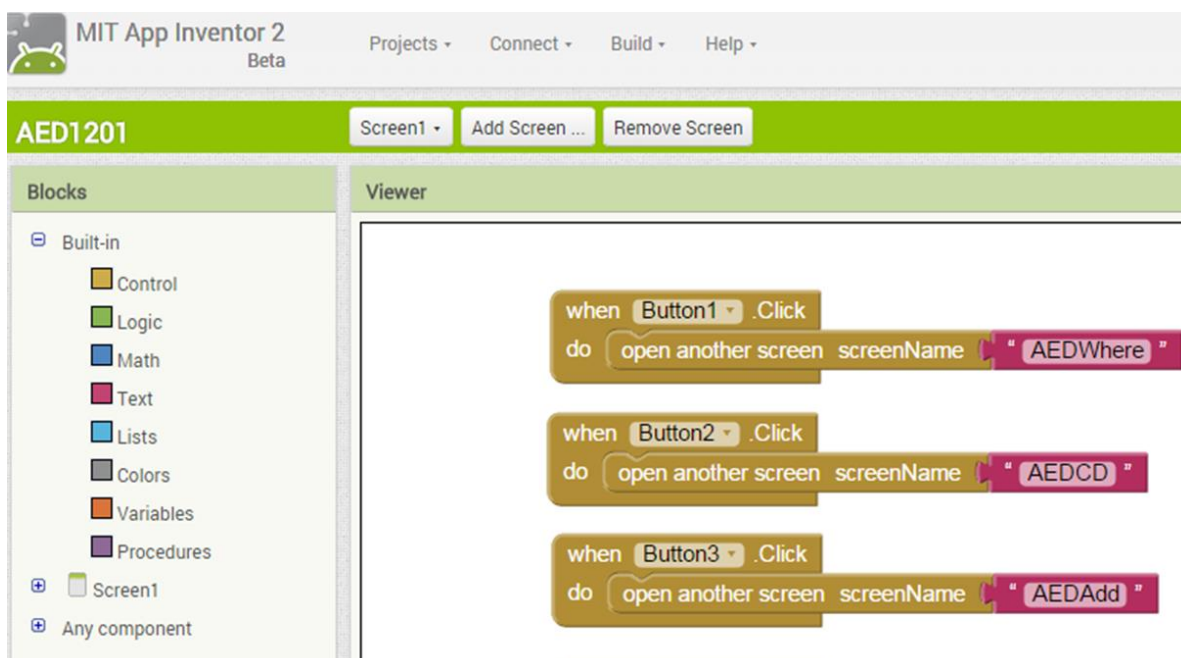 MIT App Inventor 2
Beta
Projects Connect Build Help
AED1201 Screen1 Add Screen ... Remove Screen
Blocks Viewer
Built-in
Control
Logic
Math
Text
Lists
Colors
Variables
Procedures
Screen1
Any component
when Button1 .Click
do open another screen screenName " AEDWhere "
when Button2 .Click
do open another screen screenName " AEDCD "
when Button3 .Click
do open another screen screenName " AEDAdd "